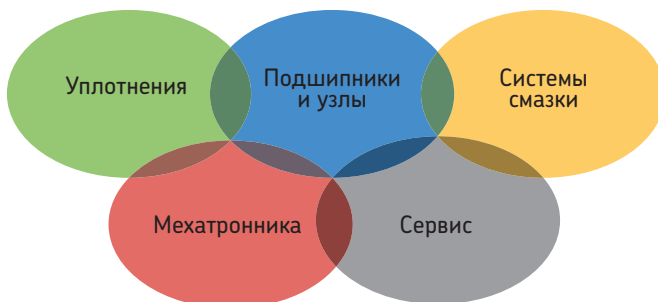 Уплотнения
Подшипники
и узлы
Системы
смазки
Мехатронника
Сервис